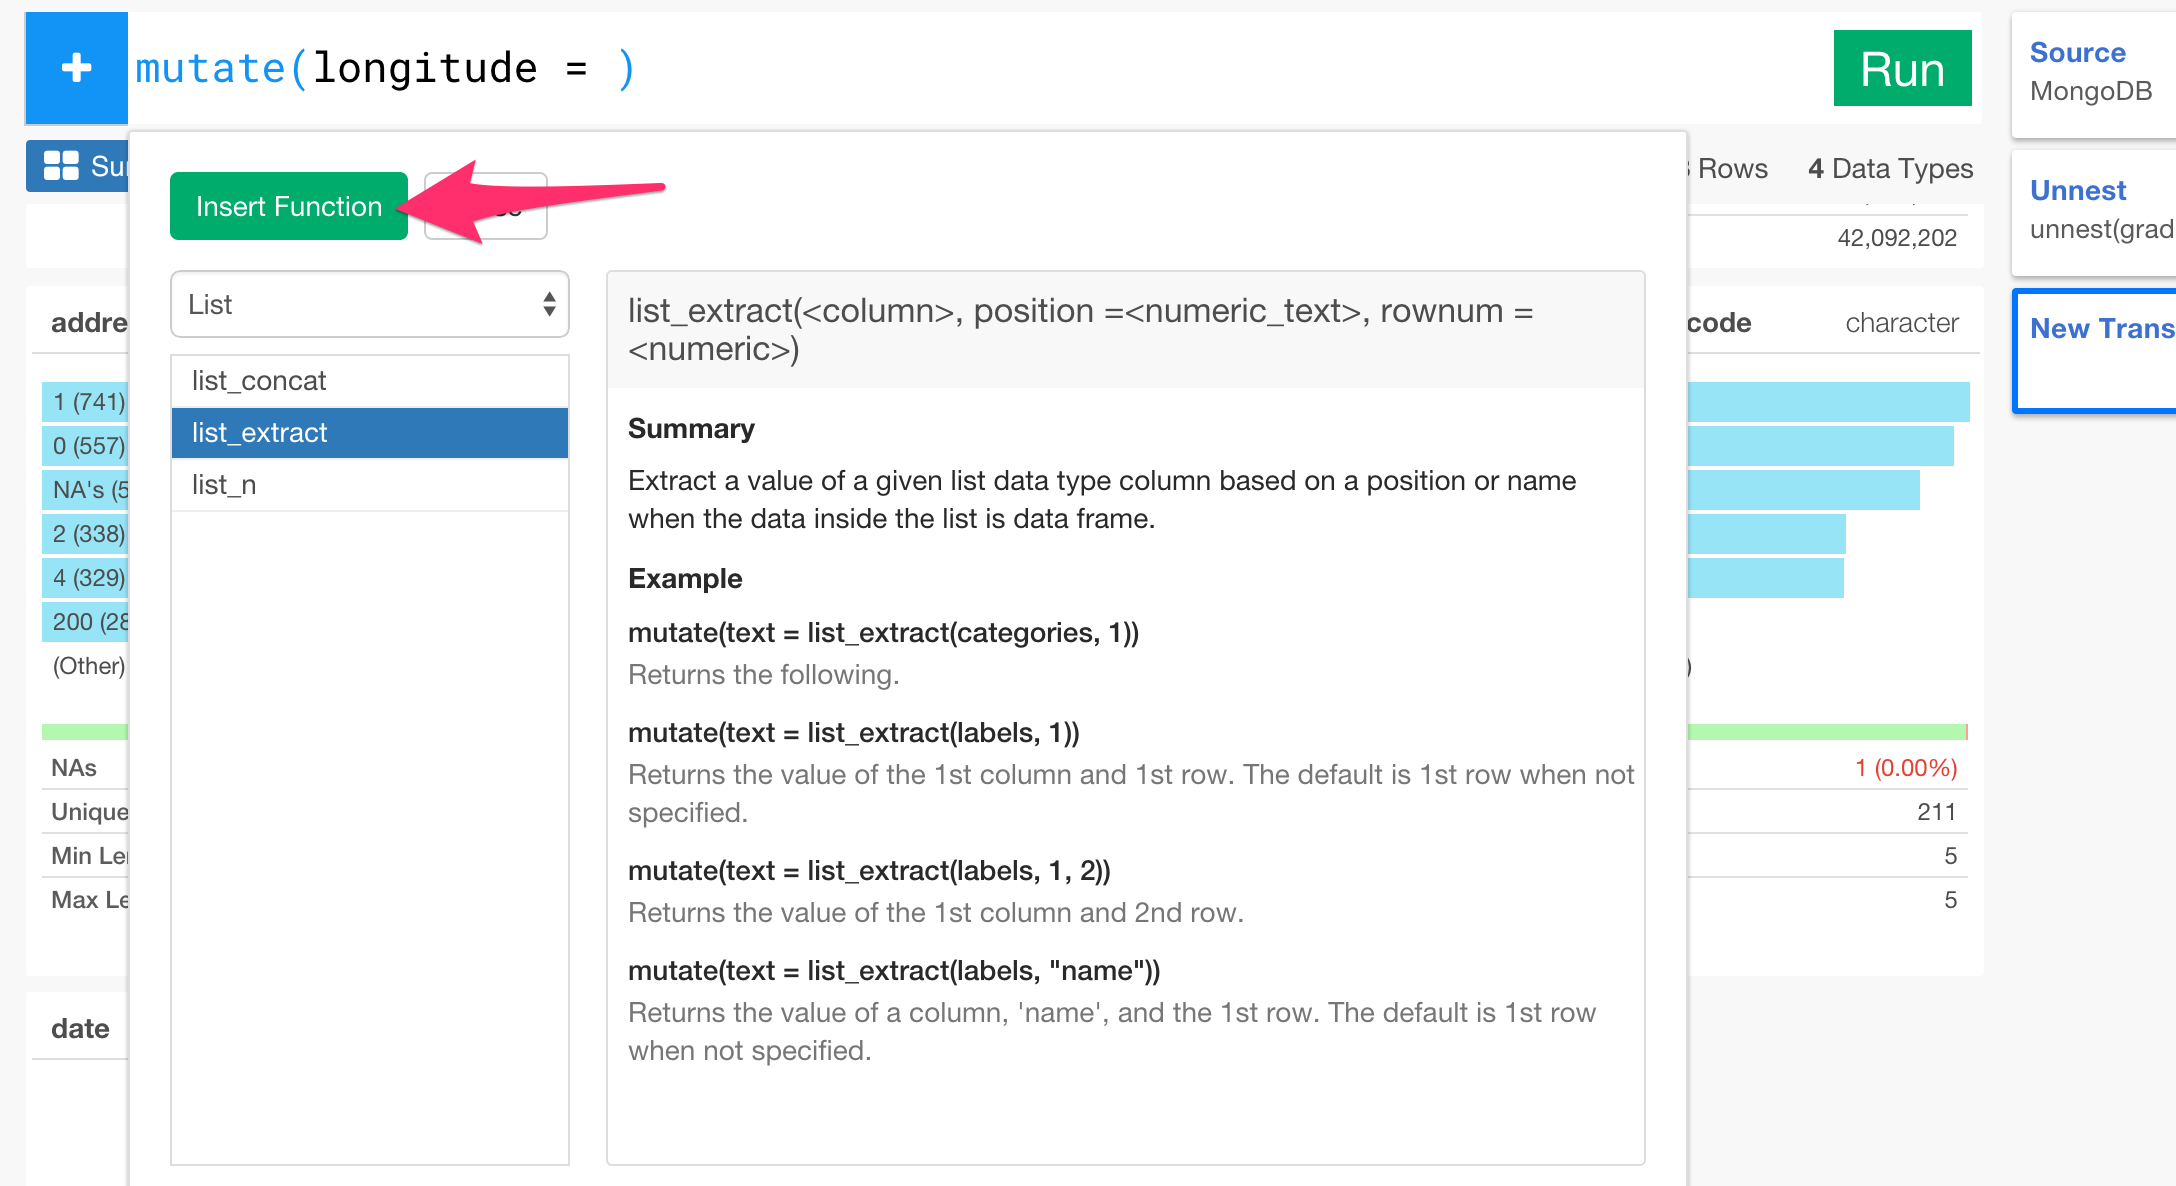 + mutate(longitude = )
Run
Rows 4 Data Types
Insert Function
42,092,202
List
list_concat
list_extract
list_n
list_extract(<column>, position =<numeric_text>, rownum =
<numeric>)
Summary
Extract a value of a given list data type column based on a position or name
when the data inside the list is data frame.
Example
mutate(text = list_extract(categories, 1))
Returns the following.
mutate(text = list_extract(labels, 1))
Returns the value of the 1st column and 1st row. The default is 1st row when not
specified.
mutate(text = list_extract(labels, 1, 2))
Returns the value of the 1st column and 2nd row.
mutate(text = list_extract(labels, "name"))
Returns the value of a column, 'name', and the 1st row. The default is 1st row
when not specified.
addre
1 (741)
0 (557)
NA's (5
2 (338)
4 (329)
200 (28
(Other)
NAs
Unique
Min Le
Max Le
date
code character
)
1 (0.00%)
211
5
5
Source
MongoDB
Unnest
unnest(grad
New Trans